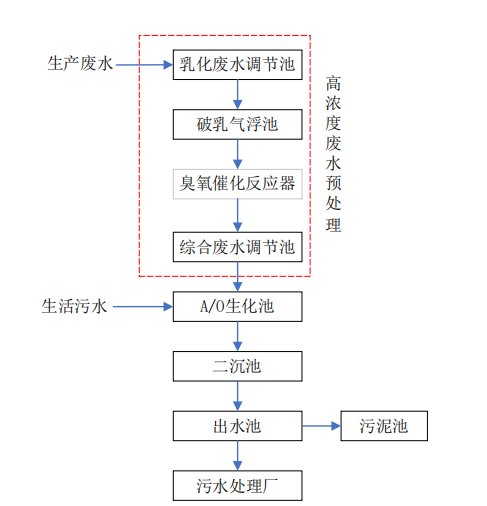 生产废水
乳化废水调节池
破乳气浮池
臭氧催化反应器
综合废水调节池
高浓度废水预处理
生活污水
A/O生化池
二沉池
出水池
污泥池
污水处理厂